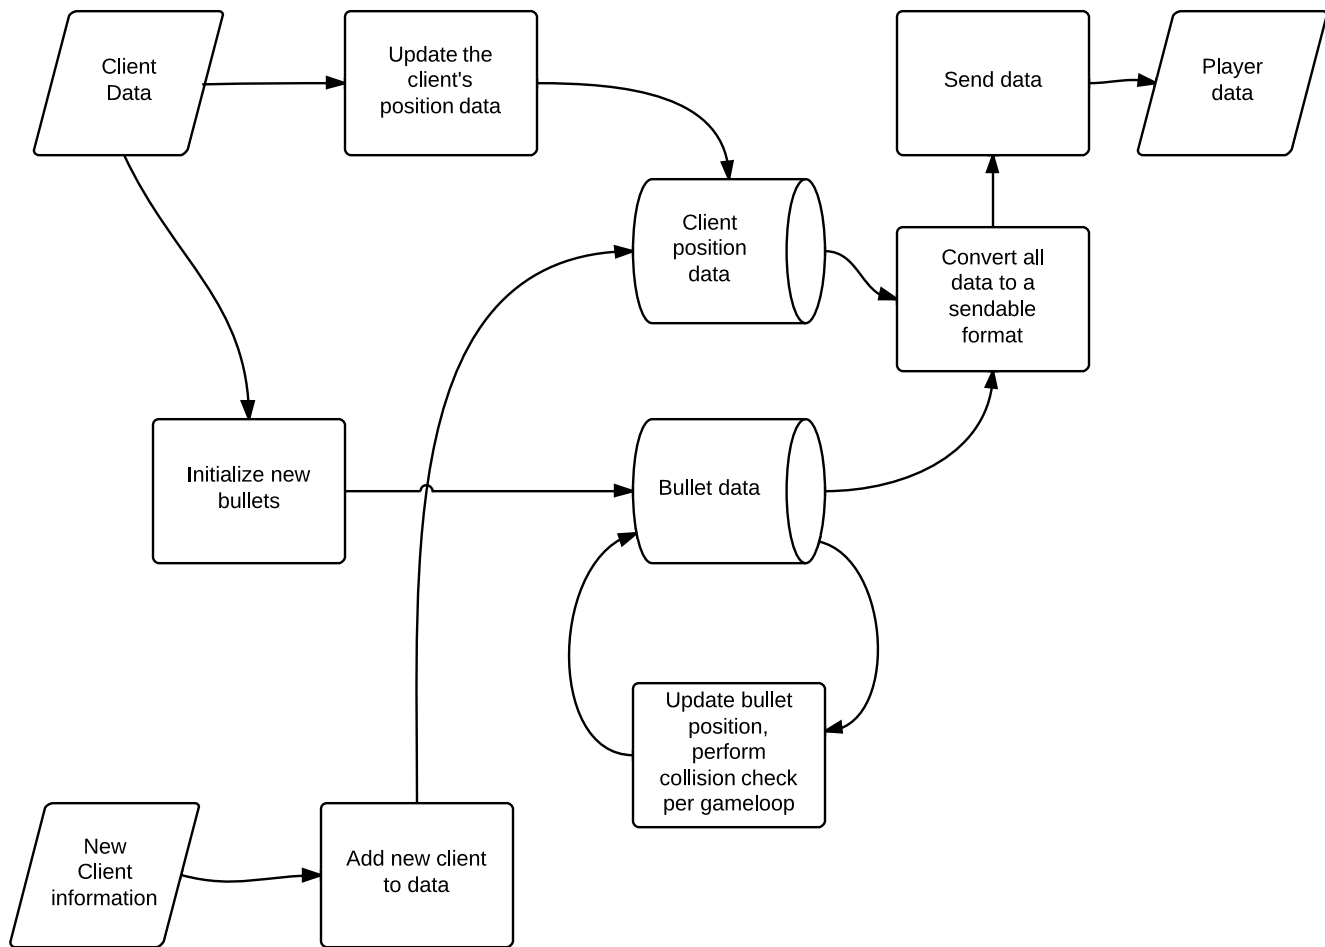 Client
Data
Update the
client's
position data
Send data
Player
data
Client
position
data
Convert all
data to a
sendable
format
Initialize new
bullets
Bullet data
Update bullet
position,
perform
collision check
per gameloop
New
Client
information
Add new client
to data